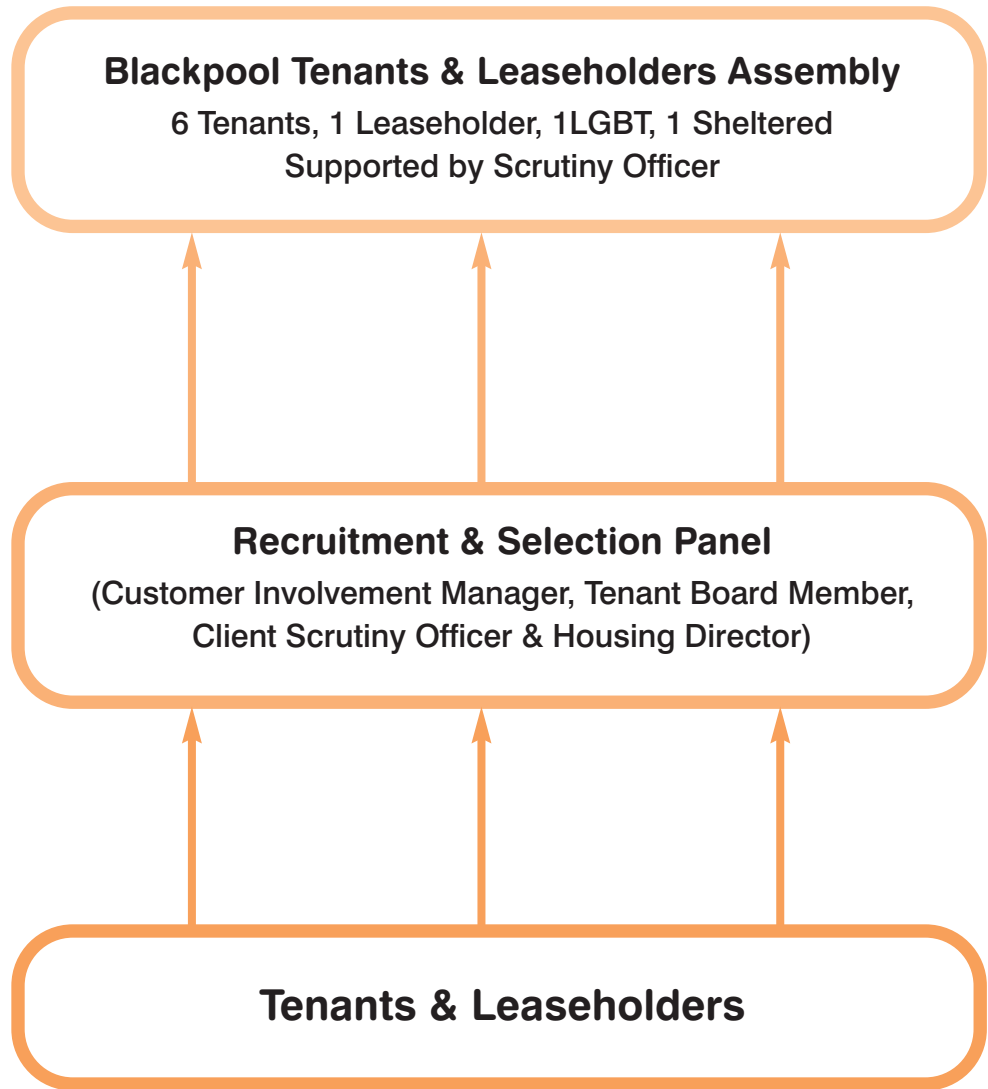 Blackpool Tenants & Leaseholders Assembly
6 Tenants, 1 Leaseholder, 1LGBT, 1 Sheltered
Supported by Scrutiny Officer
Recruitment & Selection Panel
(Customer Involvement Manager, Tenant Board Member,
Client Scrutiny Officer & Housing Director)
Tenants & Leaseholders